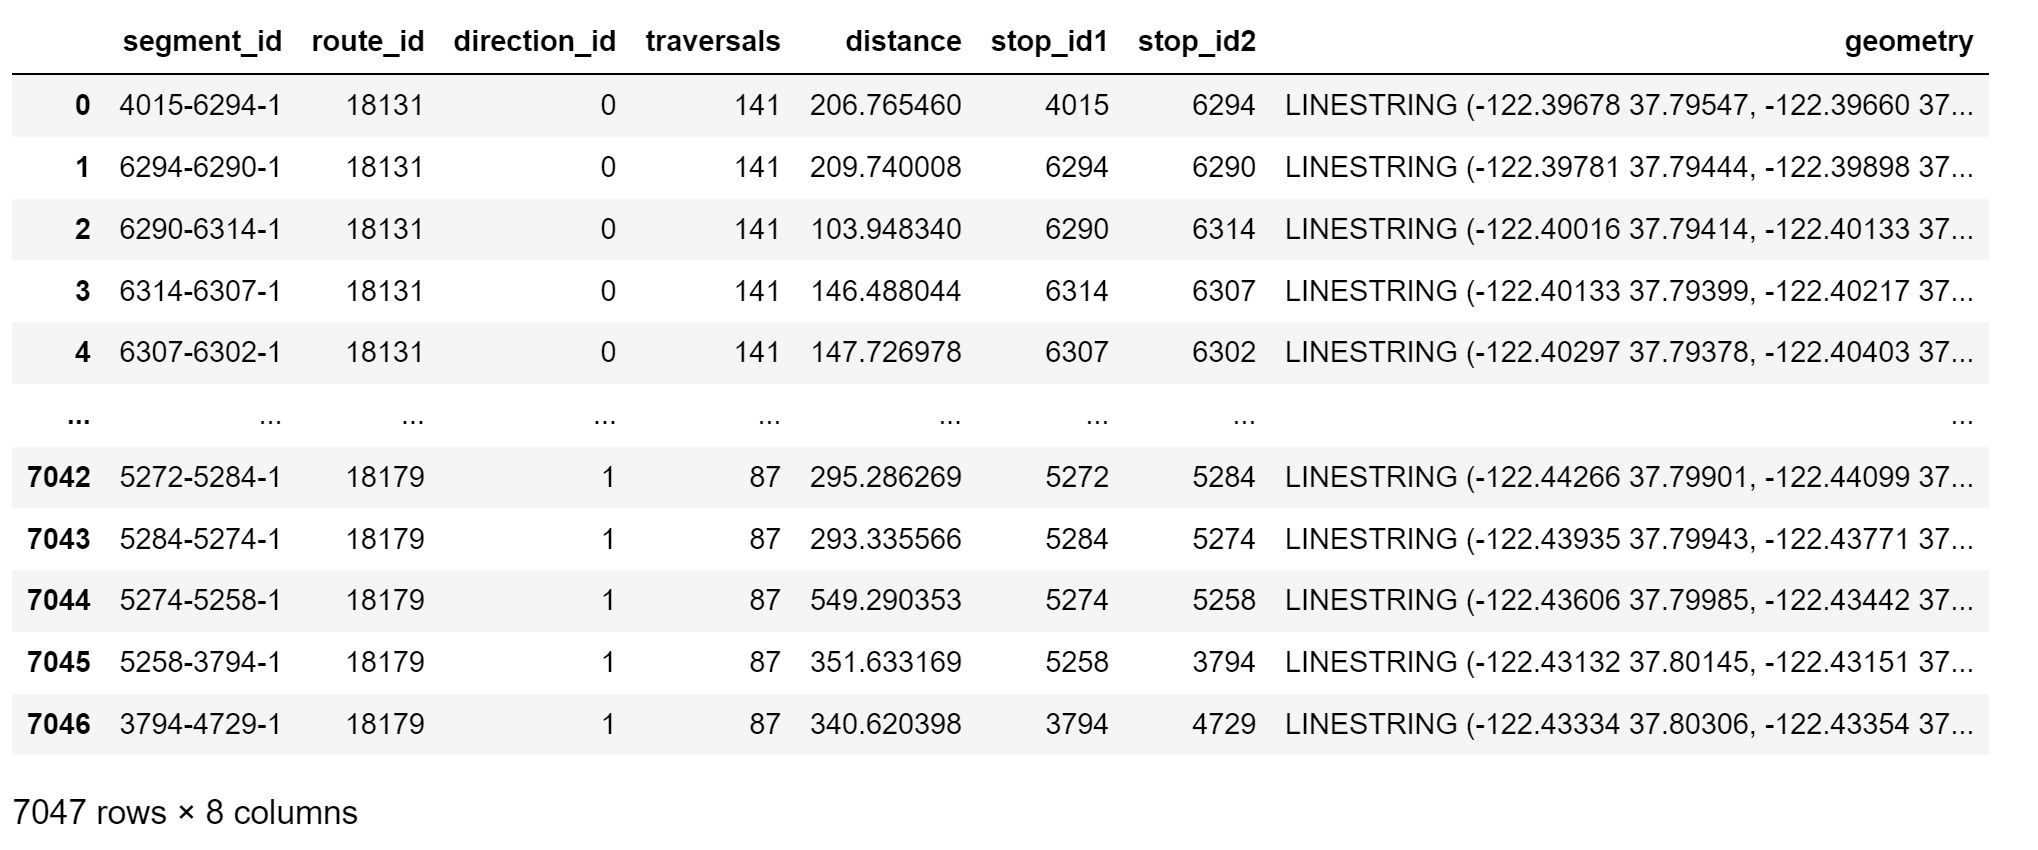 segment_id route_id direction_id traversals distance stop_id1 stop_id2 geometry
0 4015-6294-1 18131 0 141 206.765460 4015 6294 LINESTRING (-122.39678 37.79547, -122.39660 37...
1 6294-6290-1 18131 0 141 209.740008 6294 6290 LINESTRING (-122.39781 37.79444, -122.39898 37...
2 6290-6314-1 18131 0 141 103.948340 6290 6314 LINESTRING (-122.40016 37.79414, -122.40133 37...
3 6314-6307-1 18131 0 141 146.488044 6314 6307 LINESTRING (-122.40133 37.79399, -122.40217 37...
4 6307-6302-1 18131 0 141 147.726978 6307 6302 LINESTRING (-122.40297 37.79378, -122.40403 37...
... ... ... ... ... ... ... ... ...
7042 5272-5284-1 18179 1 87 295.286269 5272 5284 LINESTRING (-122.44266 37.79901, -122.44099 37...
7043 5284-5274-1 18179 1 87 293.335566 5284 5274 LINESTRING (-122.43935 37.79943, -122.43771 37...
7044 5274-5258-1 18179 1 87 549.290353 5274 5258 LINESTRING (-122.43606 37.79985, -122.43442 37...
7045 5258-3794-1 18179 1 87 351.633169 5258 3794 LINESTRING (-122.43132 37.80145, -122.43151 37...
7046 3794-4729-1 18179 1 87 340.620398 3794 4729 LINESTRING (-122.43334 37.80306, -122.43354 37...
7047 rows × 8 columns